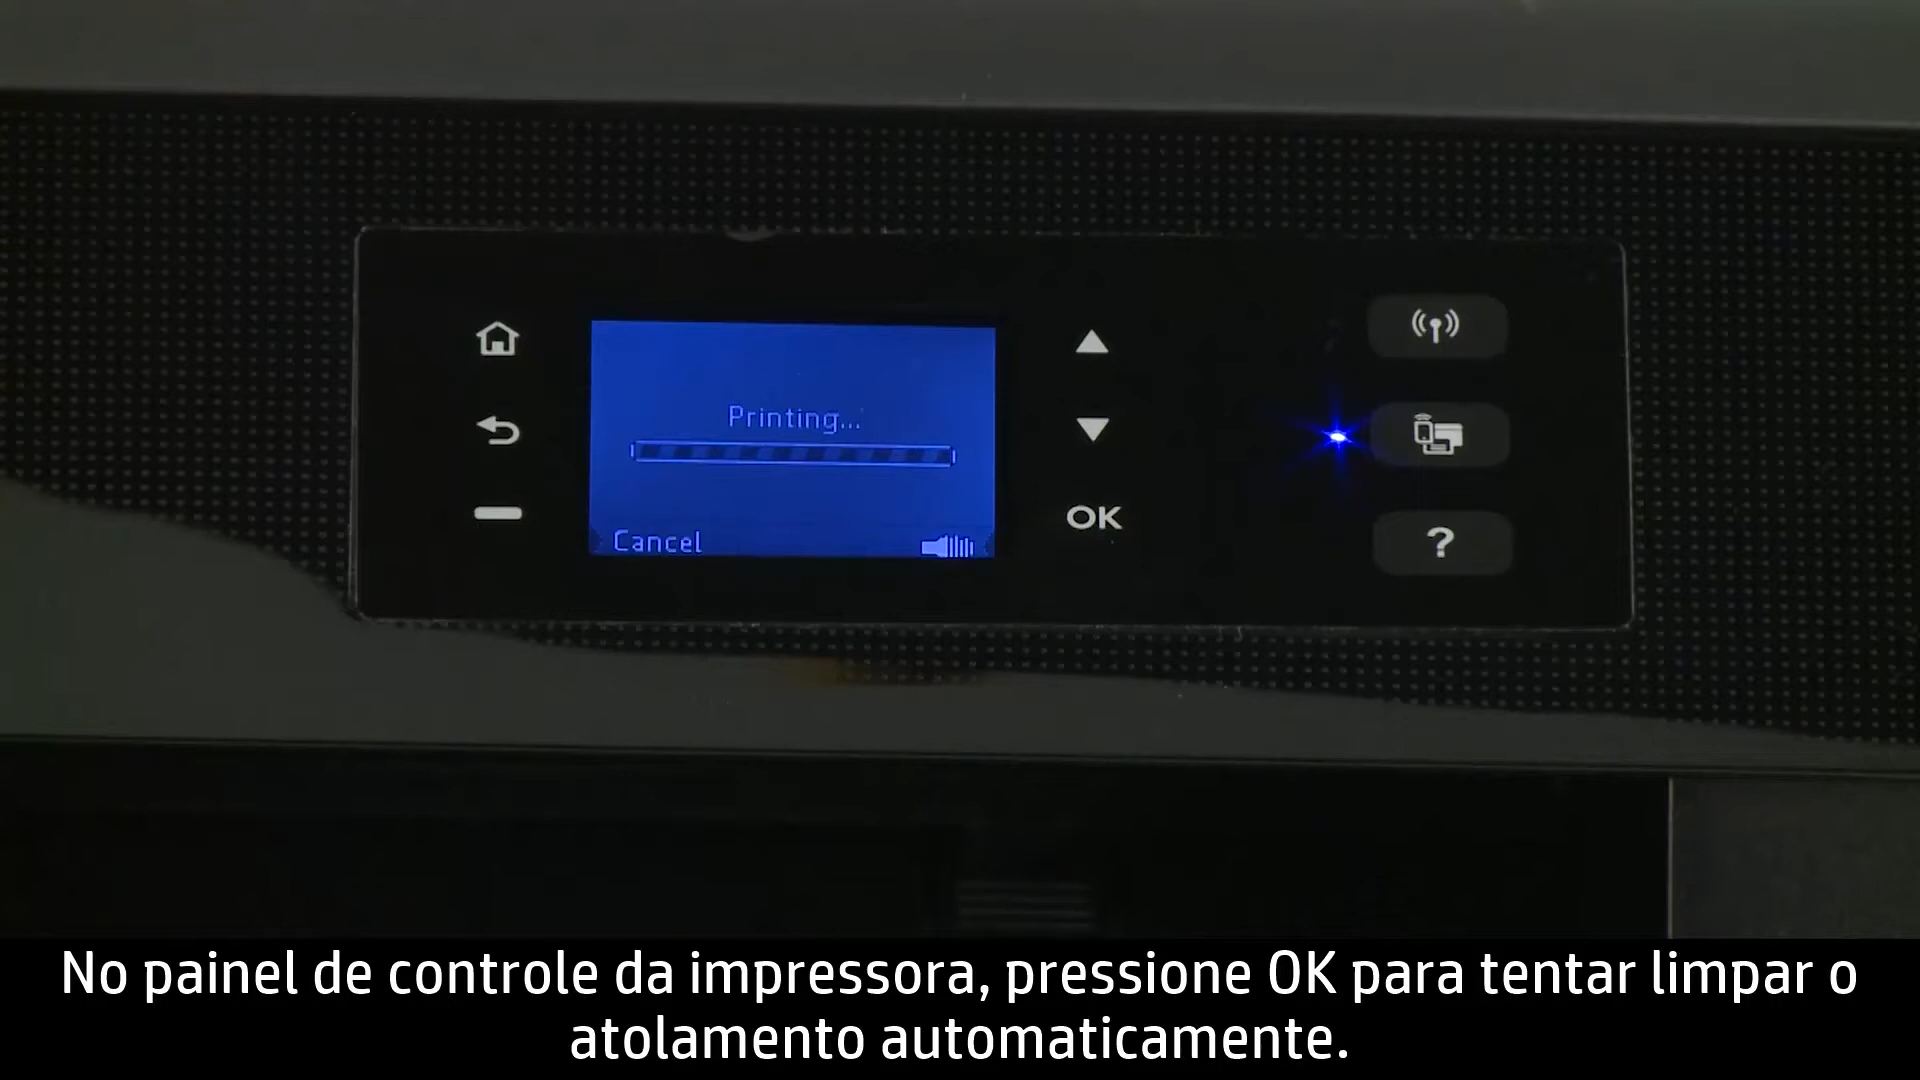 Printing...
Cancel
OK
?
No painel de controle da impressora, pressione OK para tentar limpar o
atolamento automaticamente.